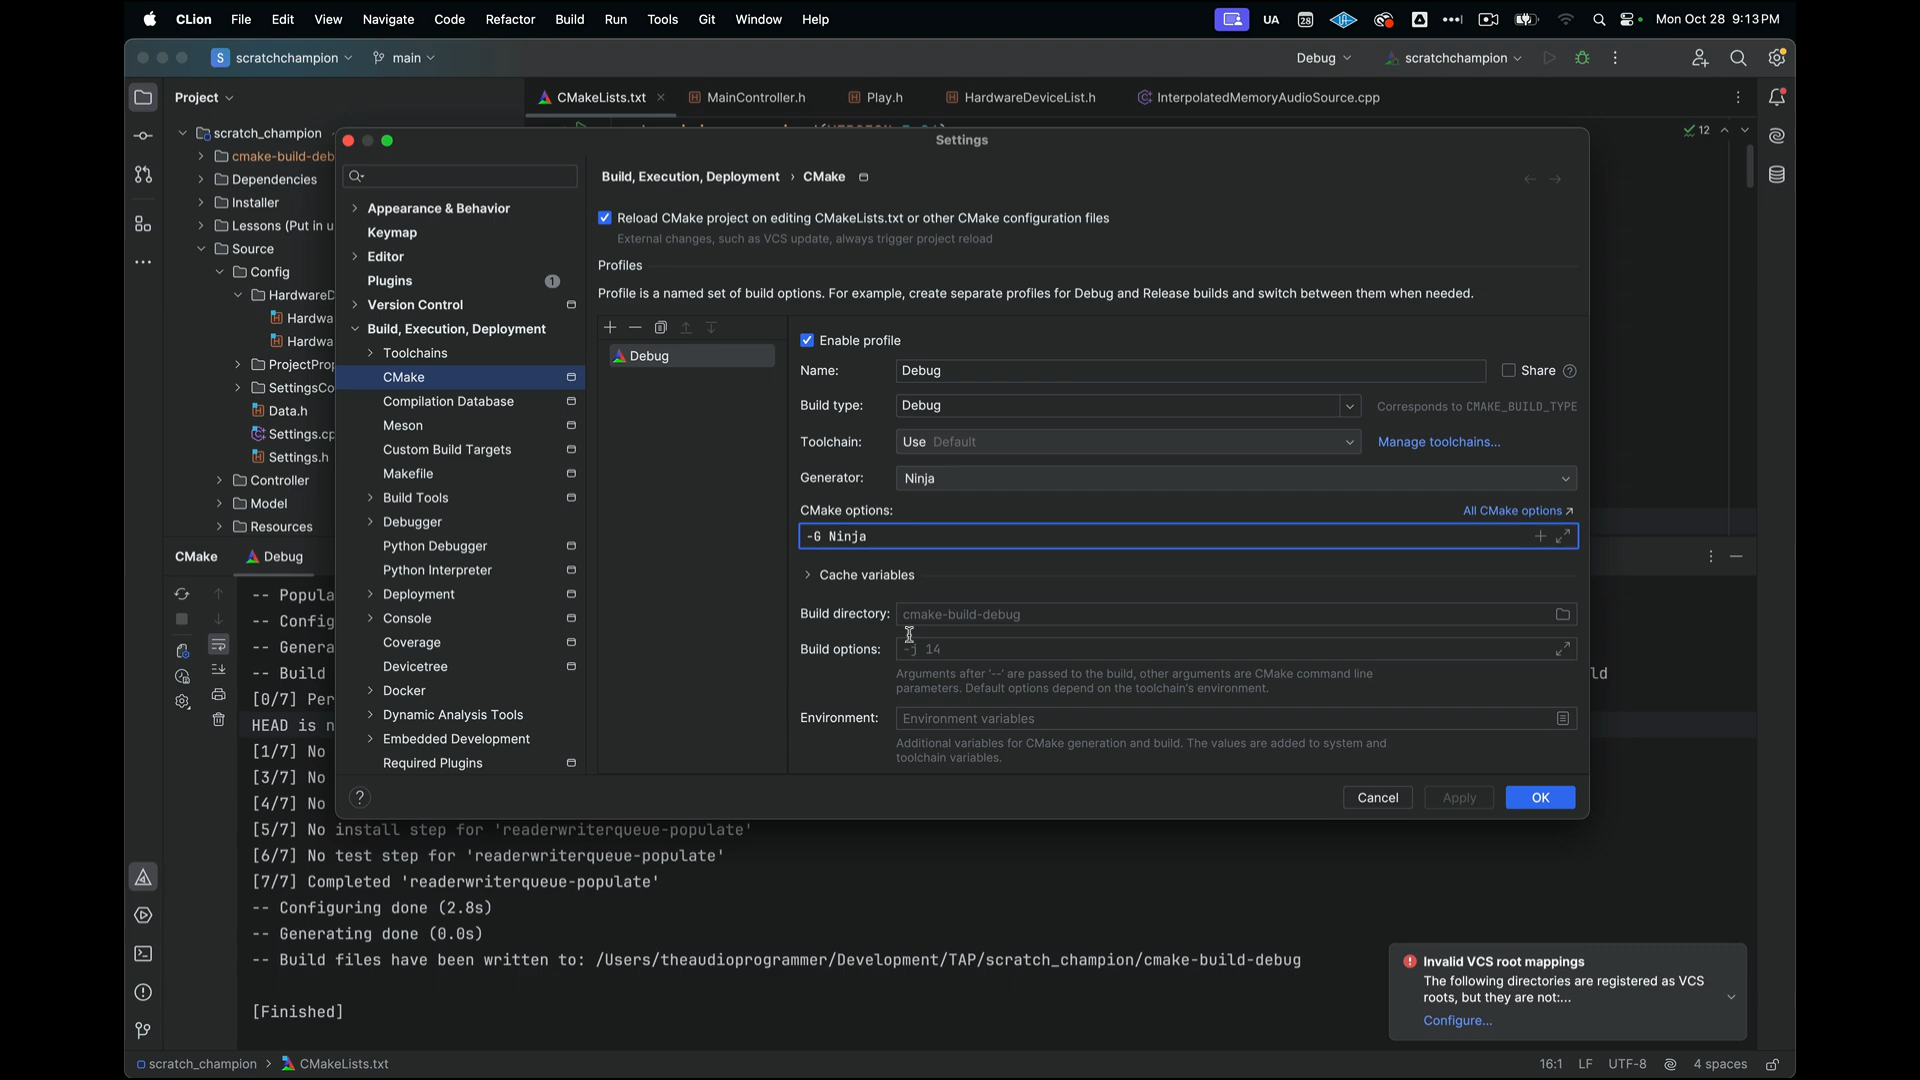 CLion File Edit View Navigate Code Refactor Build Run Tools Git Window Help UA 28 Mon Oct 28 9:13 PM
S scratchchampion main Debug scratchchampion
Project CMakeLists.txt MainController.h Play.h HardwareDeviceList.h InterpolatedMemoryAudioSource.cpp
12
scratch_champion
cmake-build-deb
Dependencies
Installer
Lessons (Put in u
Source
Config
HardwareD
Hardwa
Hardwa
ProjectProp
SettingsCo
Data.h
Settings.cp
Settings.h
Controller
Model
Resources
Settings
Appearance & Behavior
Keymap
Editor
Plugins 1
Version Control
Build, Execution, Deployment
Toolchains
CMake
Compilation Database
Meson
Custom Build Targets
Makefile
Build Tools
Debugger
Python Debugger
Python Interpreter
Deployment
Console
Coverage
Devicetree
Docker
Dynamic Analysis Tools
Embedded Development
Required Plugins
Build, Execution, Deployment › CMake
Reload CMake project on editing CMakeLists.txt or other CMake configuration files
External changes, such as VCS update, always trigger project reload
Profiles
Profile is a named set of build options. For example, create separate profiles for Debug and Release builds and switch between them when needed.
Debug
Enable profile
Name: Debug Share ?
Build type: Debug Corresponds to CMAKE_BUILD_TYPE
Toolchain: Use Default Manage toolchains...
Generator: Ninja
CMake options: All CMake options ↗
-G Ninja
Cache variables
Build directory: cmake-build-debug
Build options: -j 14
Arguments after '--' are passed to the build, other arguments are CMake command line
parameters. Default options depend on the toolchain's environment.
Environment: Environment variables
Additional variables for CMake generation and build. The values are added to system and
toolchain variables.
? Cancel Apply OK
CMake Debug
-- Popula
-- Config
-- Genera
-- Build ld
[0/7] Per
HEAD is n
[1/7] No
[3/7] No
[4/7] No
[5/7] No install step for 'readerwriterqueue-populate'
[6/7] No test step for 'readerwriterqueue-populate'
[7/7] Completed 'readerwriterqueue-populate'
-- Configuring done (2.8s)
-- Generating done (0.0s)
-- Build files have been written to: /Users/theaudioprogrammer/Development/TAP/scratch_champion/cmake-build-debug
[Finished]
Invalid VCS root mappings
The following directories are registered as VCS
roots, but they are not:...
Configure...
scratch_champion › CMakeLists.txt 16:1 LF UTF-8 4 spaces